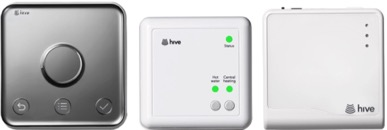 hive
hive
Status
Hot Central
water heating
hive